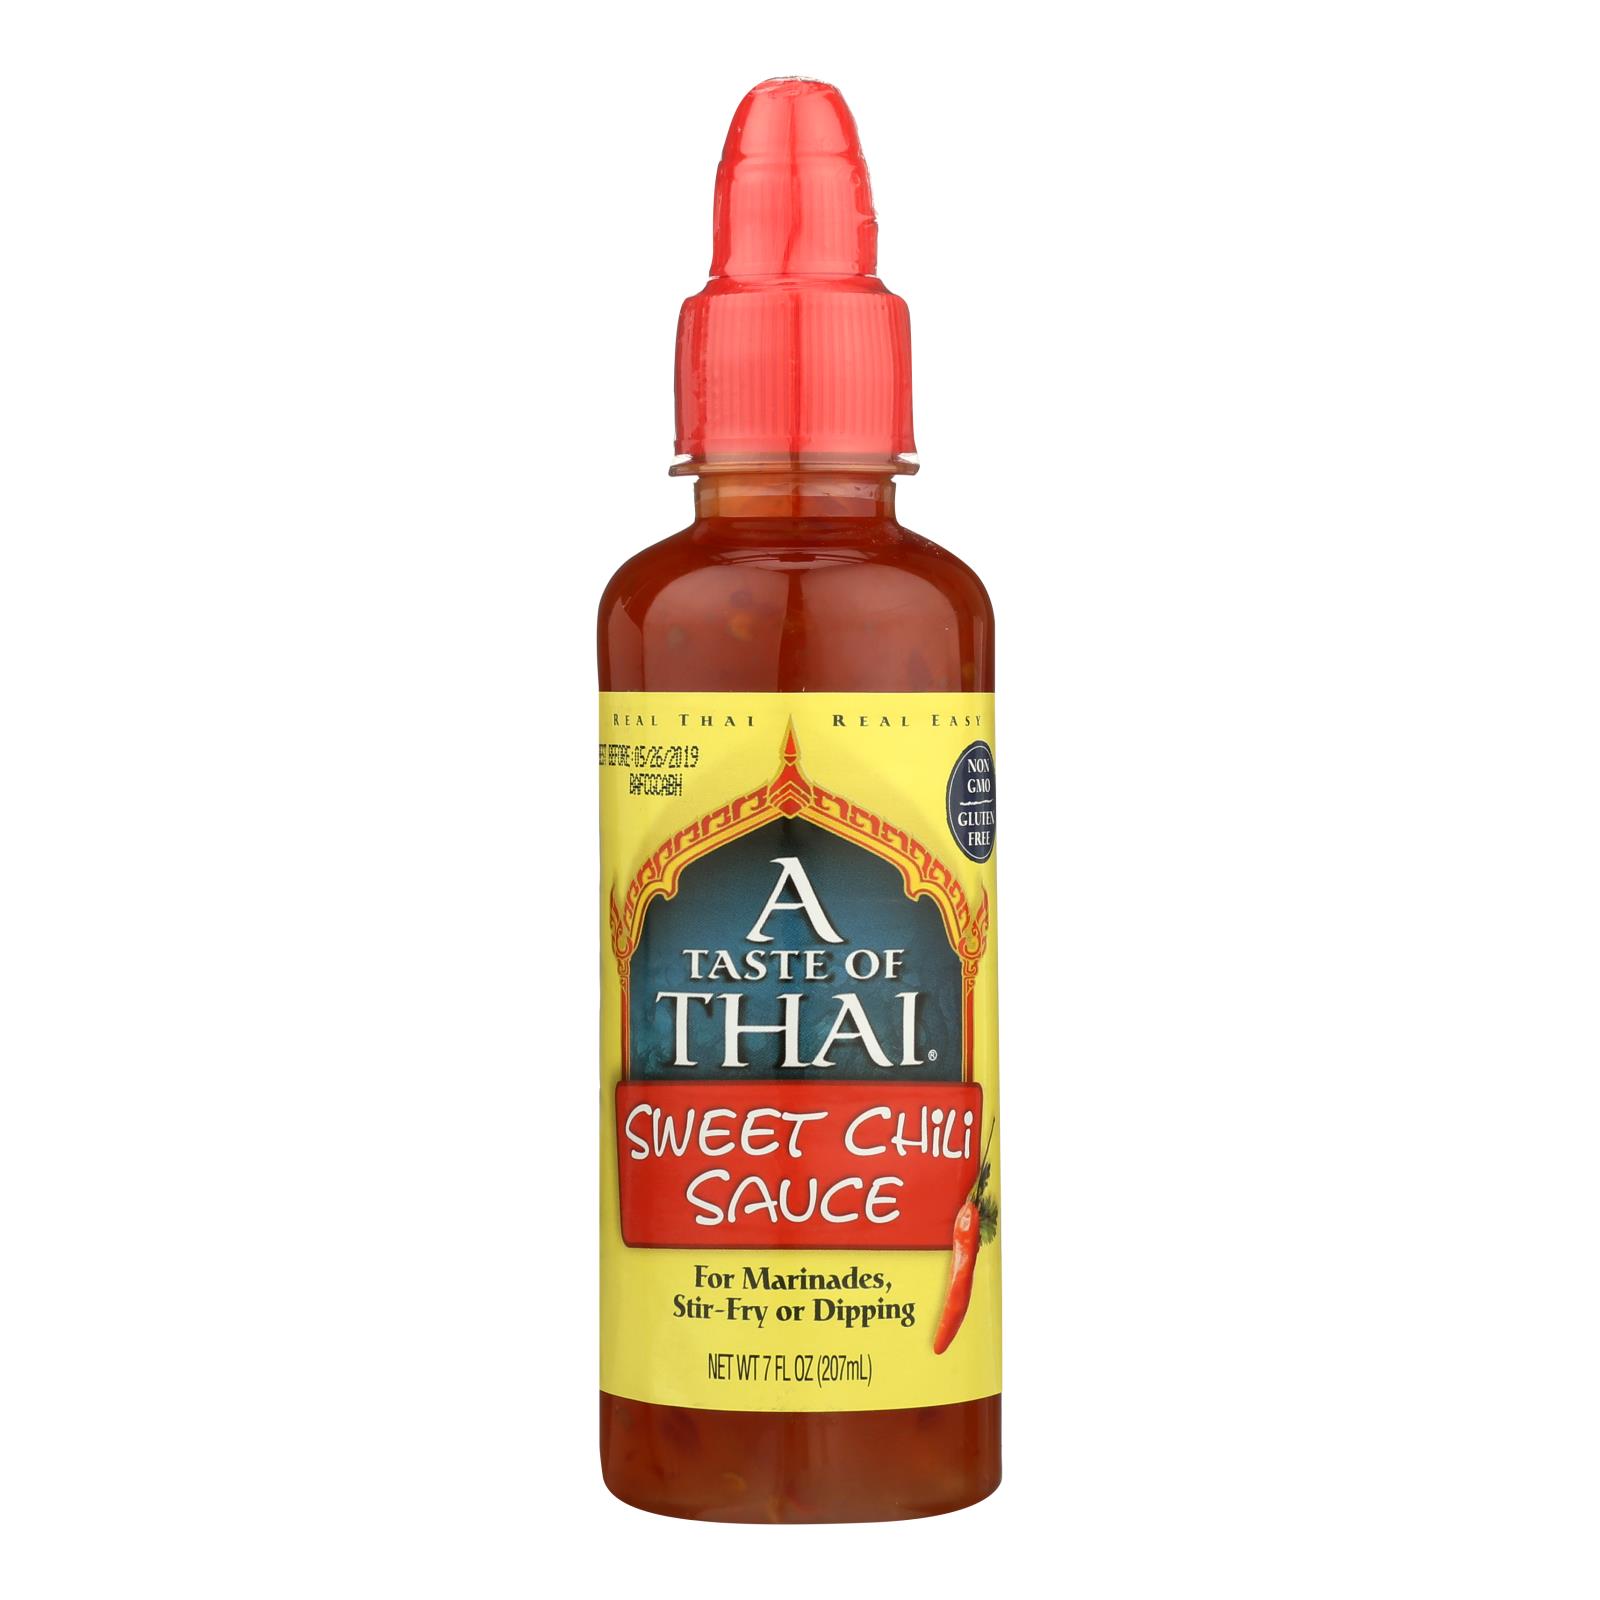 REAL THAI REAL EASY
BEFORE:05/26/2019
NON
GMO
GLUTEN
FREE
A
TASTE OF
THAI®
SWEET CHiLi
SAUCE
For Marinades,
Stir-Fry or Dipping
NET WT 7 FL OZ (207mL)